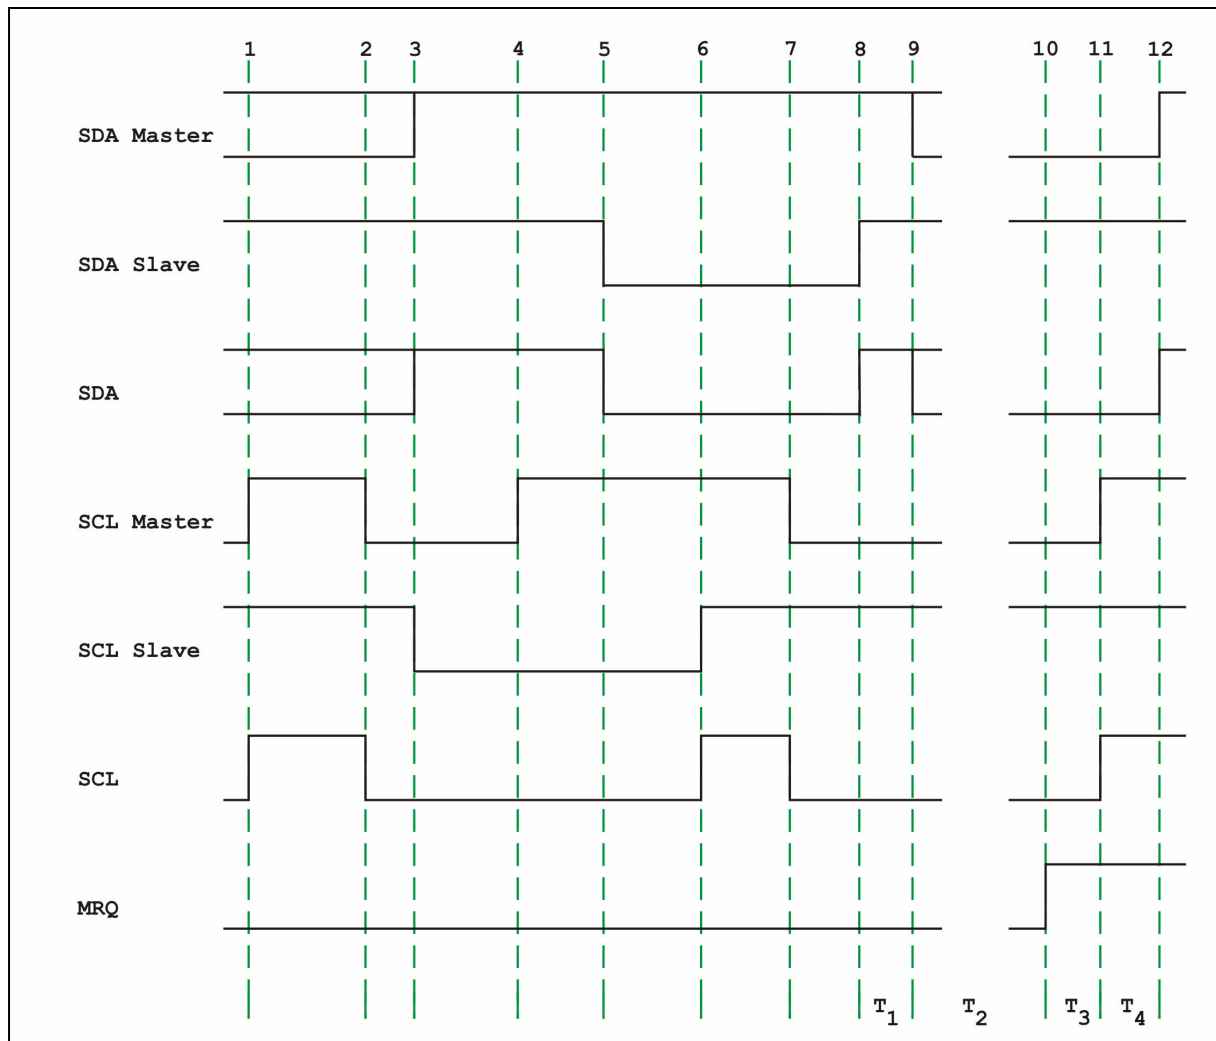 1 2 3 4 5 6 7 8 9 10 11 12
SDA Master
SDA Slave
SDA
SCL Master
SCL Slave
SCL
MRQ
T1 T2 T3 T4